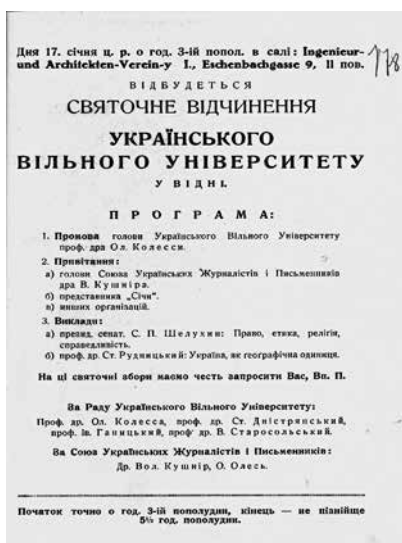 Дня 17. січня ц. р. о год. 3-ій попол. в салі: Ingenieur-
und Architekten-Verein-y I., Eschenbachgasse 9, II пов.
178
ВІДБУДЕТЬСЯ
СВЯТОЧНЕ ВІДЧИНЕННЯ
УКРАЇНСЬКОГО
ВІЛЬНОГО УНІВЕРСИТЕТУ
У ВІДНІ.
ПРОГРАМА:
1. Промова голови Українського Вільного Університету
проф. дра Ол. Колесси.
2. Привітання:
а) голови Союза Українських Журналістів і Письменників
дра В. Кушніра.
б) представника „Січи".
в) инших організацій.
3. Виклади:
а) презид. сенат. С. П. Шелухин: Право, етика, релігія,
справедливість.
б) проф. др. Ст. Рудницький: Україна, як географічна одиниця.
На ці святочні збори маємо честь запросити Вас, Вп. П.
За Раду Українського Вільного Університету:
Проф. др. Ол. Колесса, проф. др. Ст. Дністрянський,
проф. Ів. Ганицький, проф. др. В. Старосольський.
За Союз Українських Журналістів і Письменників:
Др. Вол. Кушнір, О. Олесь.
Початок точно о год. 3-ій пополудни, кінець — не пізнійше
5½ год. пополудни.